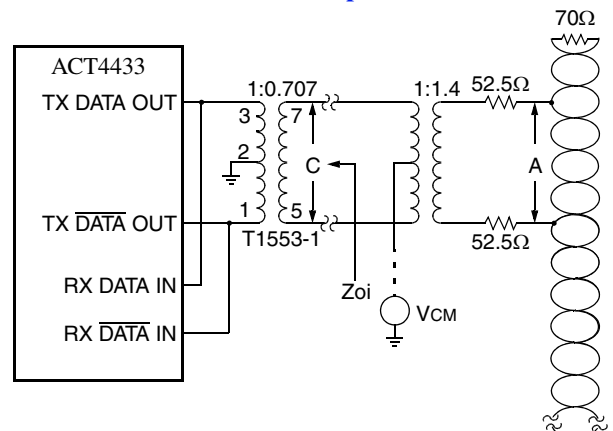 70Ω
ACT4433
1:0.707
1:1.4
52.5Ω
TX DATA OUT
3
7
2
C
A
TX DATA OUT
1
5
T1553-1
52.5Ω
RX DATA IN
Zoi
VCM
RX DATA IN